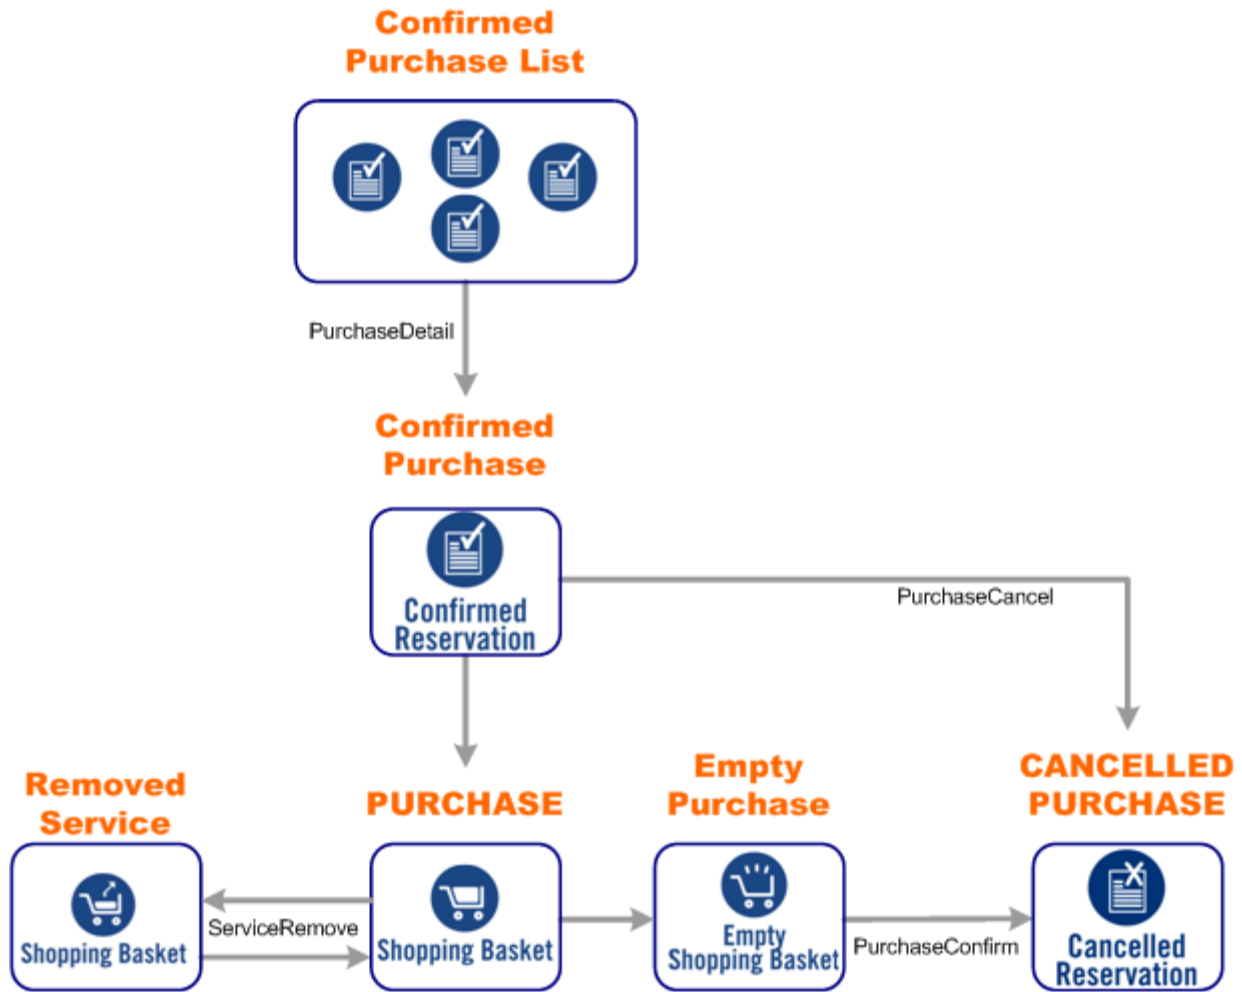 Confirmed
Purchase List
PurchaseDetail
Confirmed
Purchase
Confirmed
Reservation
PurchaseCancel
Removed
Service
PURCHASE
Empty
Purchase
CANCELLED
PURCHASE
Shopping Basket
ServiceRemove
Shopping Basket
Empty
Shopping Basket
PurchaseConfirm
Cancelled
Reservation